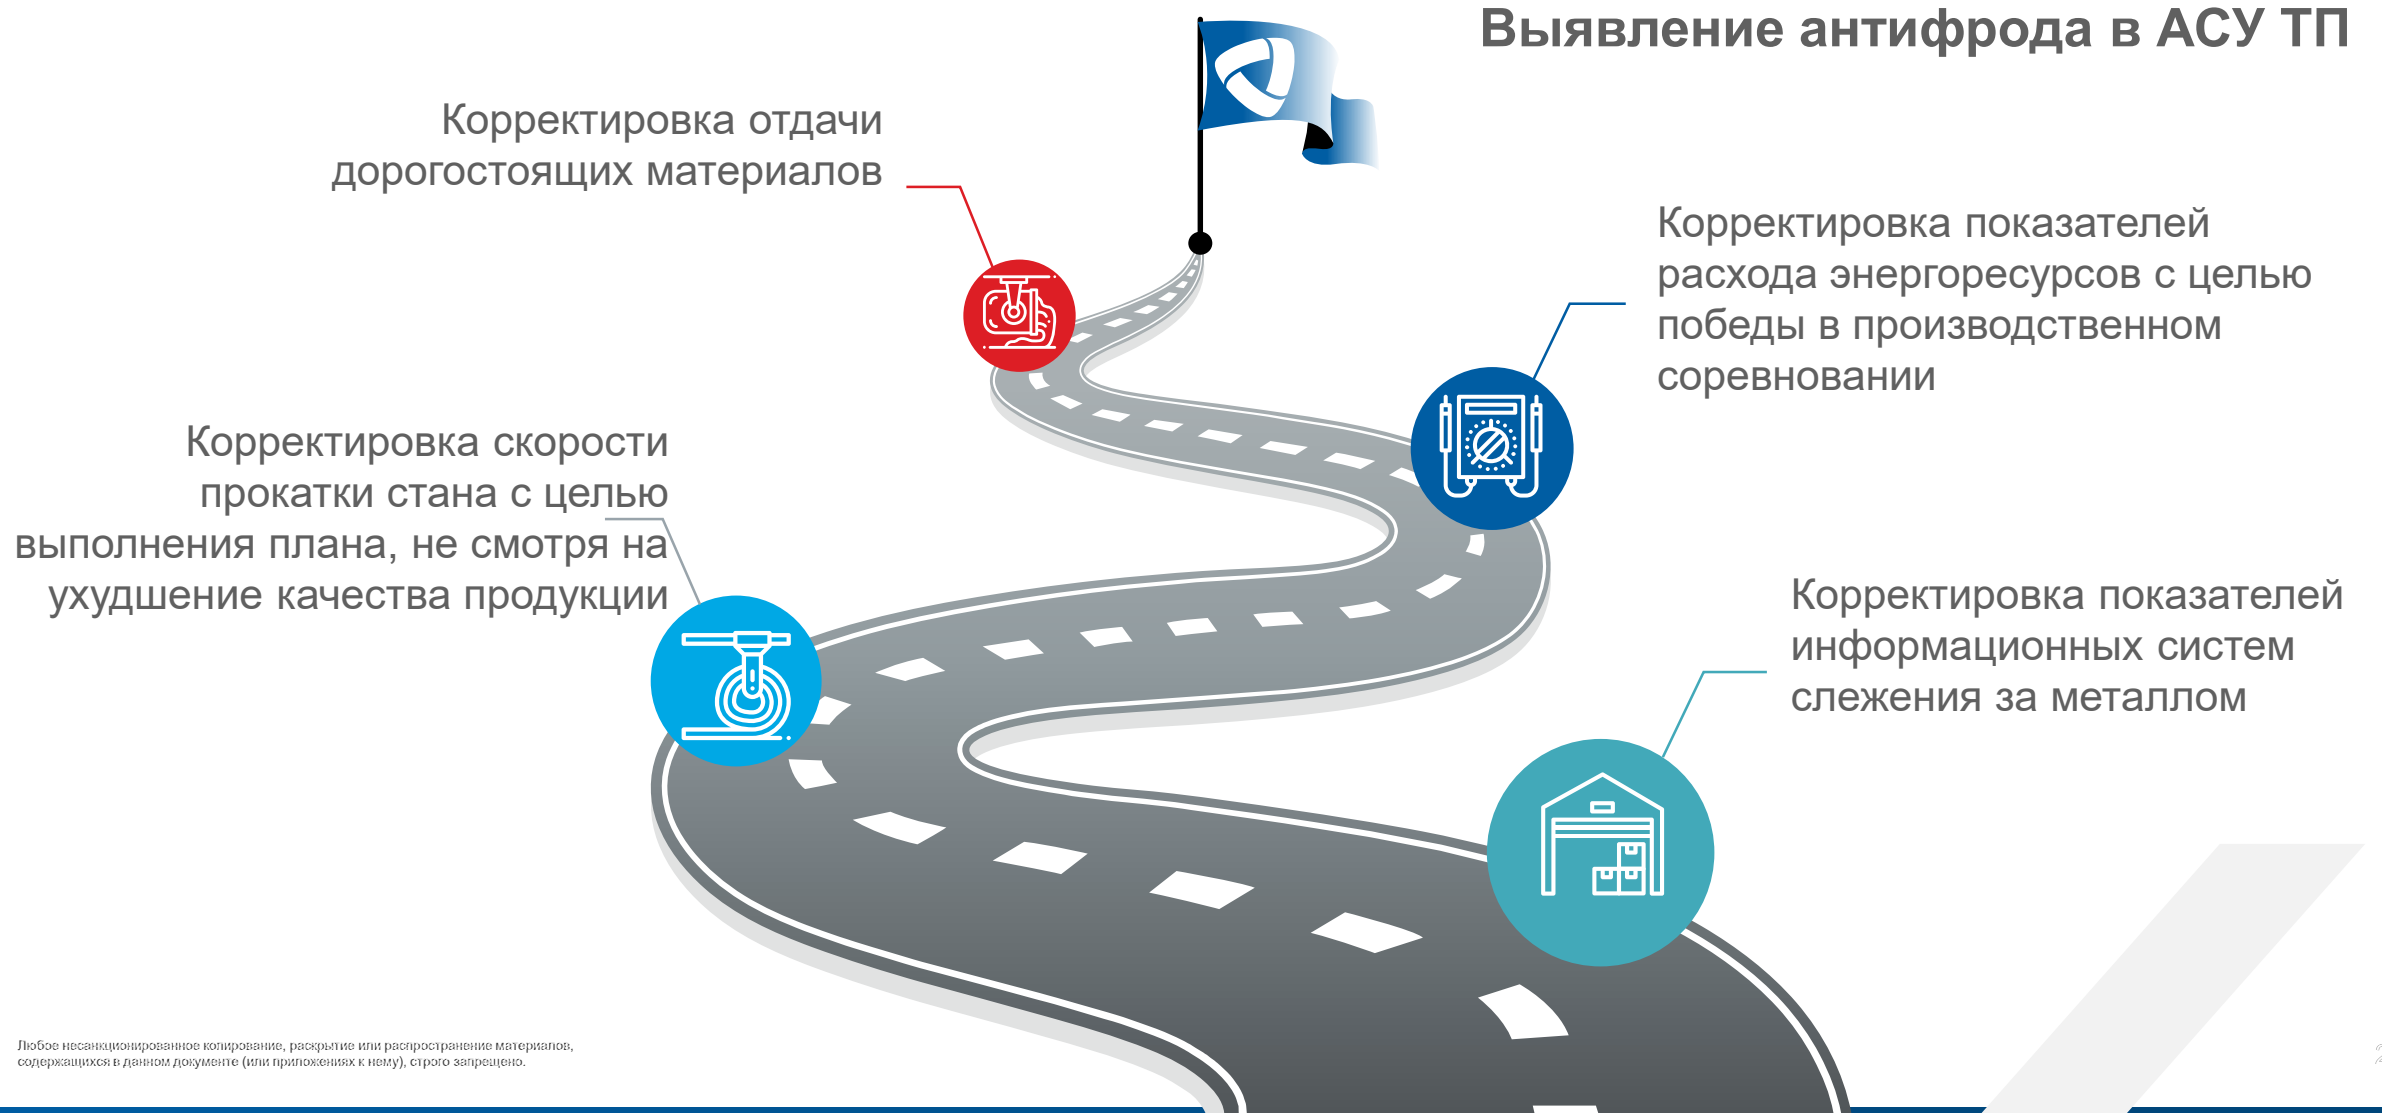 Выявление антифрода в АСУ ТП
Корректировка отдачи
дорогостоящих материалов
Корректировка показателей
расхода энергоресурсов с целью
победы в производственном
соревновании
Корректировка скорости
прокатки стана с целью
выполнения плана, не смотря на
ухудшение качества продукции
Корректировка показателей
информационных систем
слежения за металлом
Любое несанкционированное копирование, раскрытие или распространение материалов,
содержащихся в данном документе (или приложениях к нему), строго запрещено.